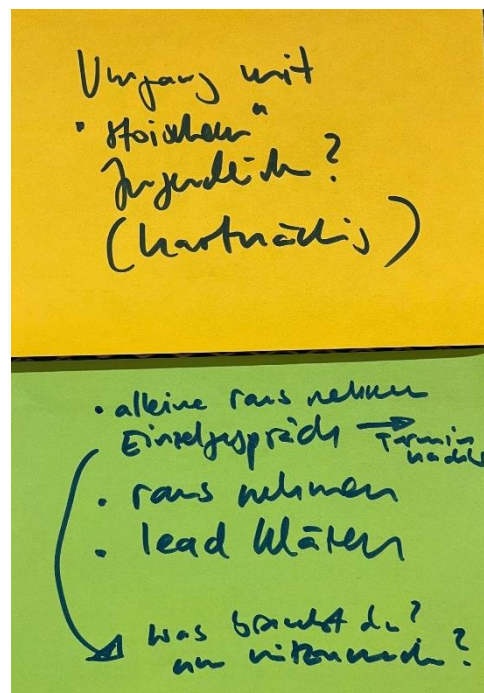 Umgang mit
"stoischen"
Jugendlichen?
(hartnäckig)
• alleine raus nehmen
Einzelgespräch → Termin
• raus nehmen
• lead klären
was brauchst du?
um mitzumachen?